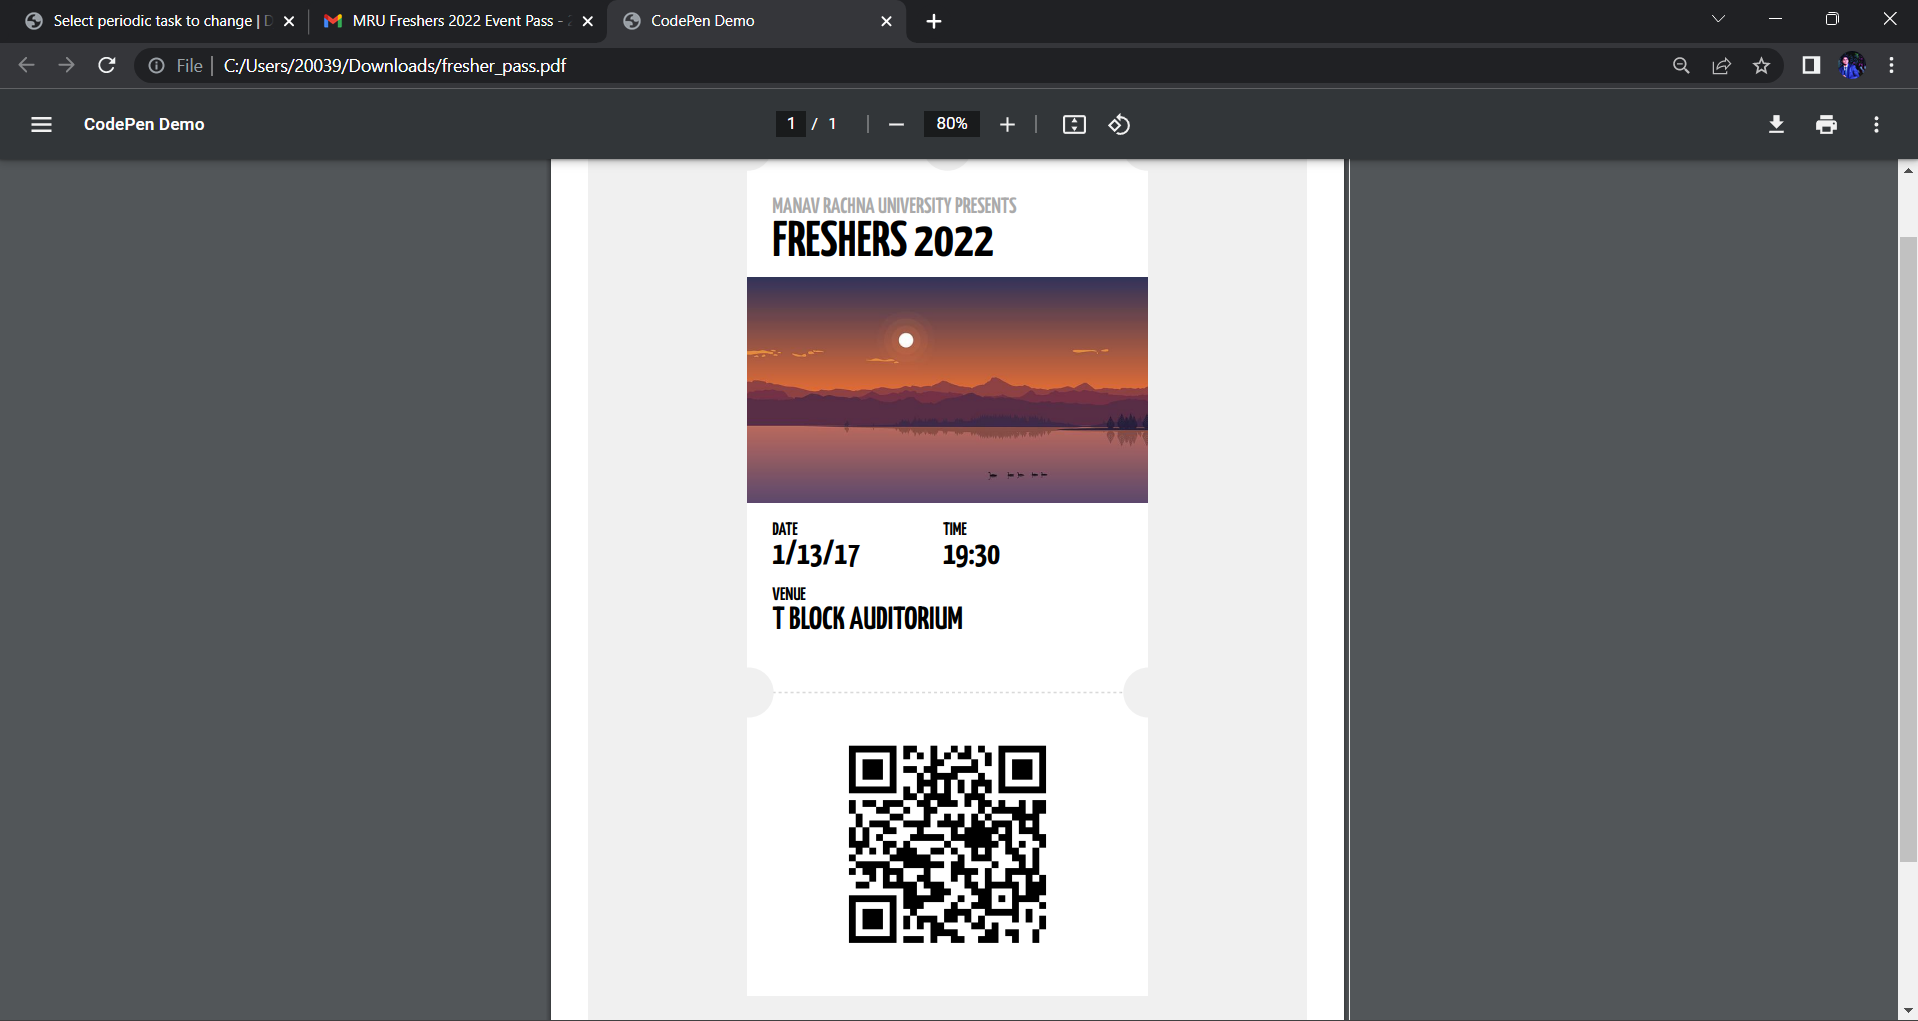 Select periodic task to change | D
MRU Freshers 2022 Event Pass - 2
CodePen Demo
File
C:/Users/20039/Downloads/fresher_pass.pdf
CodePen Demo
1 / 1
80%
MANAV RACHNA UNIVERSITY PRESENTS
FRESHERS 2022
DATE
TIME
1/13/17
19:30
VENUE
T BLOCK AUDITORIUM